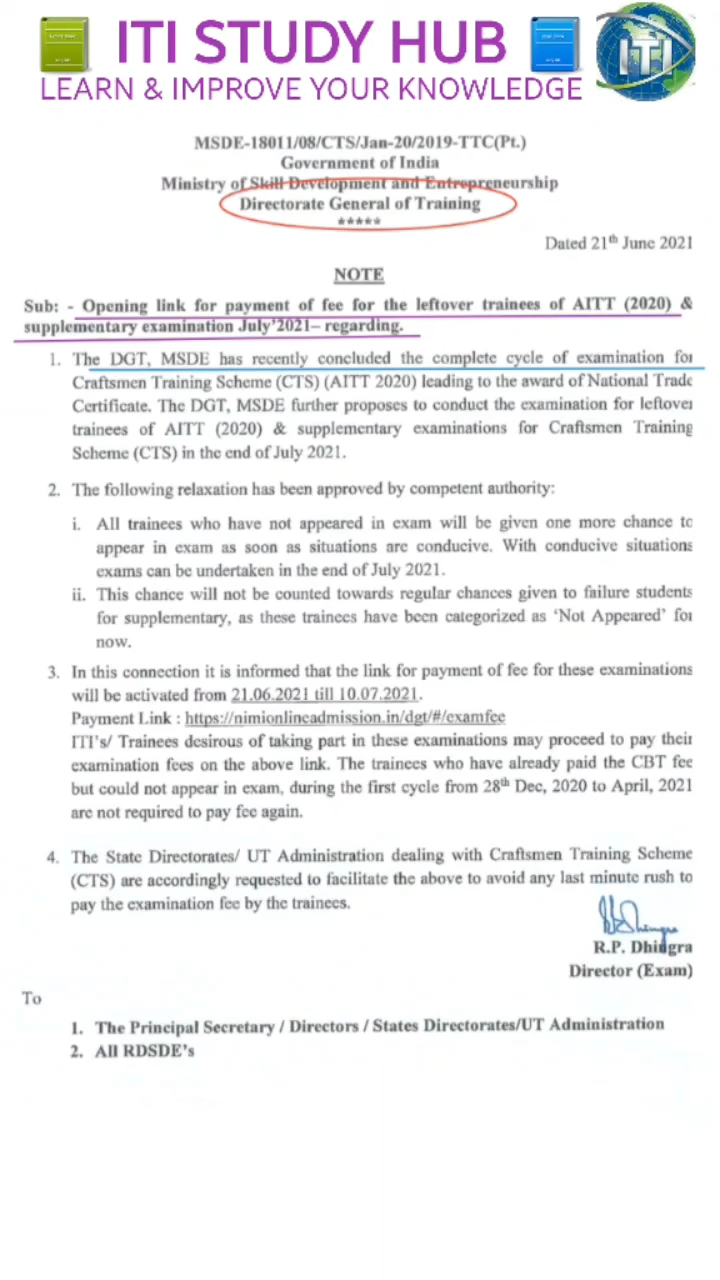 ITI STUDY HUB
ITI
LEARN & IMPROVE YOUR KNOWLEDGE
MSDE-18011/08/CTS/Jan-20/2019-TTC(Pt.)
Government of India
Ministry of Skill Development and Entrepreneurship
Directorate General of Training
*****
Dated 21th June 2021
NOTE
Sub: - Opening link for payment of fee for the leftover trainees of AITT (2020) &
supplementary examination July'2021– regarding.
1. The DGT, MSDE has recently concluded the complete cycle of examination for
Craftsmen Training Scheme (CTS) (AITT 2020) leading to the award of National Trade
Certificate. The DGT, MSDE further proposes to conduct the examination for leftover
trainees of AITT (2020) & supplementary examinations for Craftsmen Training
Scheme (CTS) in the end of July 2021.
2. The following relaxation has been approved by competent authority:
i. All trainees who have not appeared in exam will be given one more chance to
appear in exam as soon as situations are conducive. With conducive situations
exams can be undertaken in the end of July 2021.
ii. This chance will not be counted towards regular chances given to failure students
for supplementary, as these trainees have been categorized as 'Not Appeared' for
now.
3. In this connection it is informed that the link for payment of fee for these examinations
will be activated from 21.06.2021 till 10.07.2021.
Payment Link : https://nimionlineadmission.in/dgt/#/examfee
ITI's/ Trainees desirous of taking part in these examinations may proceed to pay their
examination fees on the above link. The trainees who have already paid the CBT fee
but could not appear in exam, during the first cycle from 28th Dec, 2020 to April, 2021
are not required to pay fee again.
4. The State Directorates/ UT Administration dealing with Craftsmen Training Scheme
(CTS) are accordingly requested to facilitate the above to avoid any last minute rush to
pay the examination fee by the trainees.
R.P. Dhingra
Director (Exam)
To
1. The Principal Secretary / Directors / States Directorates/UT Administration
2. All RDSDE's